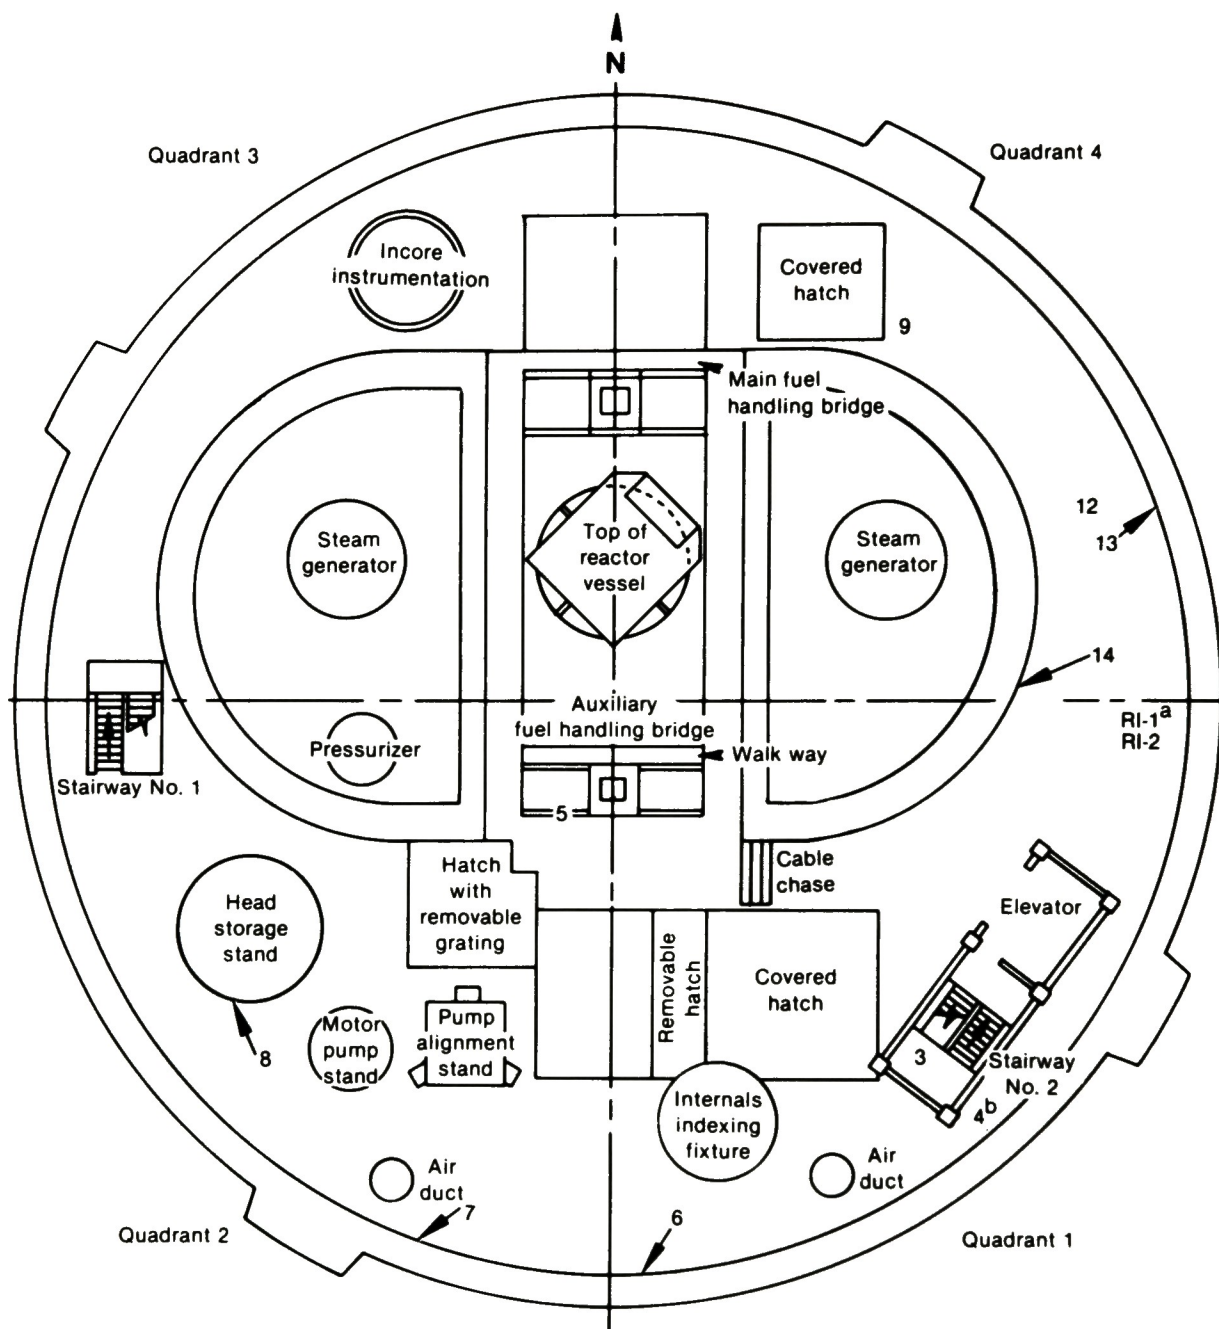 N
Quadrant 3
Quadrant 4
Incore
instrumentation
Covered
hatch
9
Main fuel
handling bridge
Steam
generator
Top of
reactor
vessel
Steam
generator
12
13
14
Auxiliary
fuel handling bridge
RI-1a
RI-2
Pressurizer
Walk way
Stairway No. 1
5
Hatch
with
removable
grating
Cable
chase
Head
storage
stand
Elevator
Removable
hatch
Covered
hatch
8
Motor
pump
stand
Pump
alignment
stand
3
Stairway
No. 2
4b
Internals
indexing
fixture
Air
duct
Air
duct
7
6
Quadrant 2
Quadrant 1